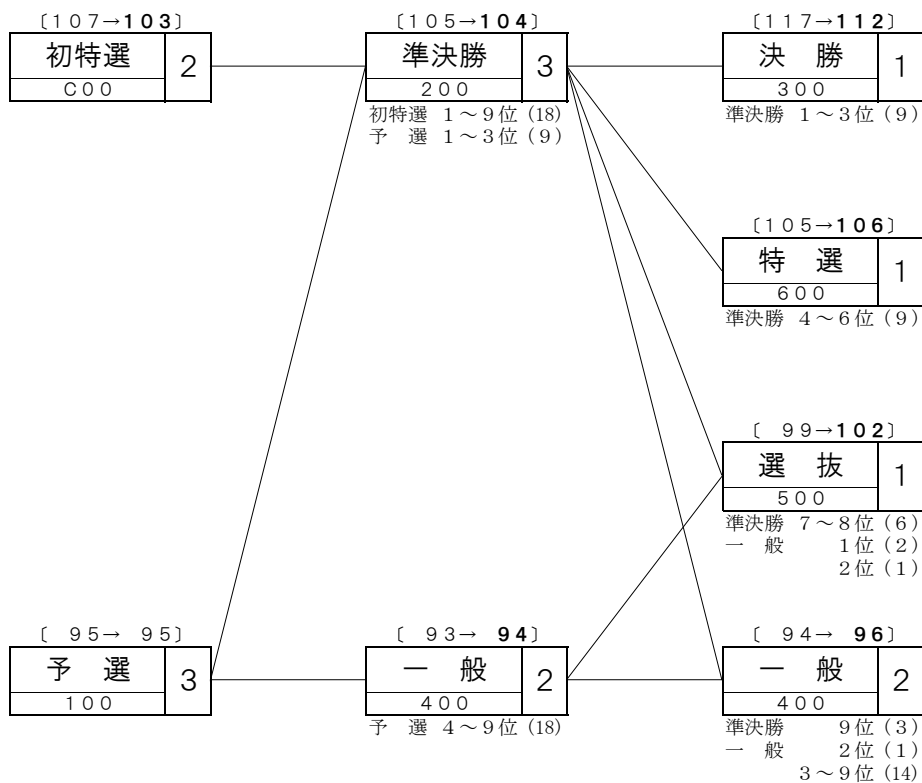 〔１０７→１０３〕
初特選 ２
Ｃ００
〔１０５→１０４〕
準決勝 ３
２００
初特選 １～９位 (18)
予　選 １～３位（９）
〔１１７→１１２〕
決　勝 １
３００
準決勝 １～３位（９）
〔１０５→１０６〕
特　選 １
６００
準決勝 ４～６位（９）
〔　９９→１０２〕
選　抜 １
５００
準決勝 ７～８位（６）
一　般　　１位（２）
２位（１）
〔　９５→　９５〕
予　選 ３
１００
〔　９３→　９４〕
一　般 ２
４００
予　選 ４～９位 (18)
〔　９４→　９６〕
一　般 ２
４００
準決勝　　９位（３）
一　般　　２位（１）
３～９位 (14)